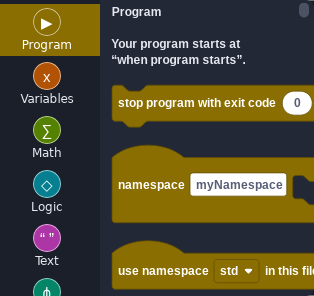 Program
Variables
Math
Logic
Text
Program
Your program starts at
“when program starts”.
stop program with exit code 0
namespace myNamespace
use namespace std in this file